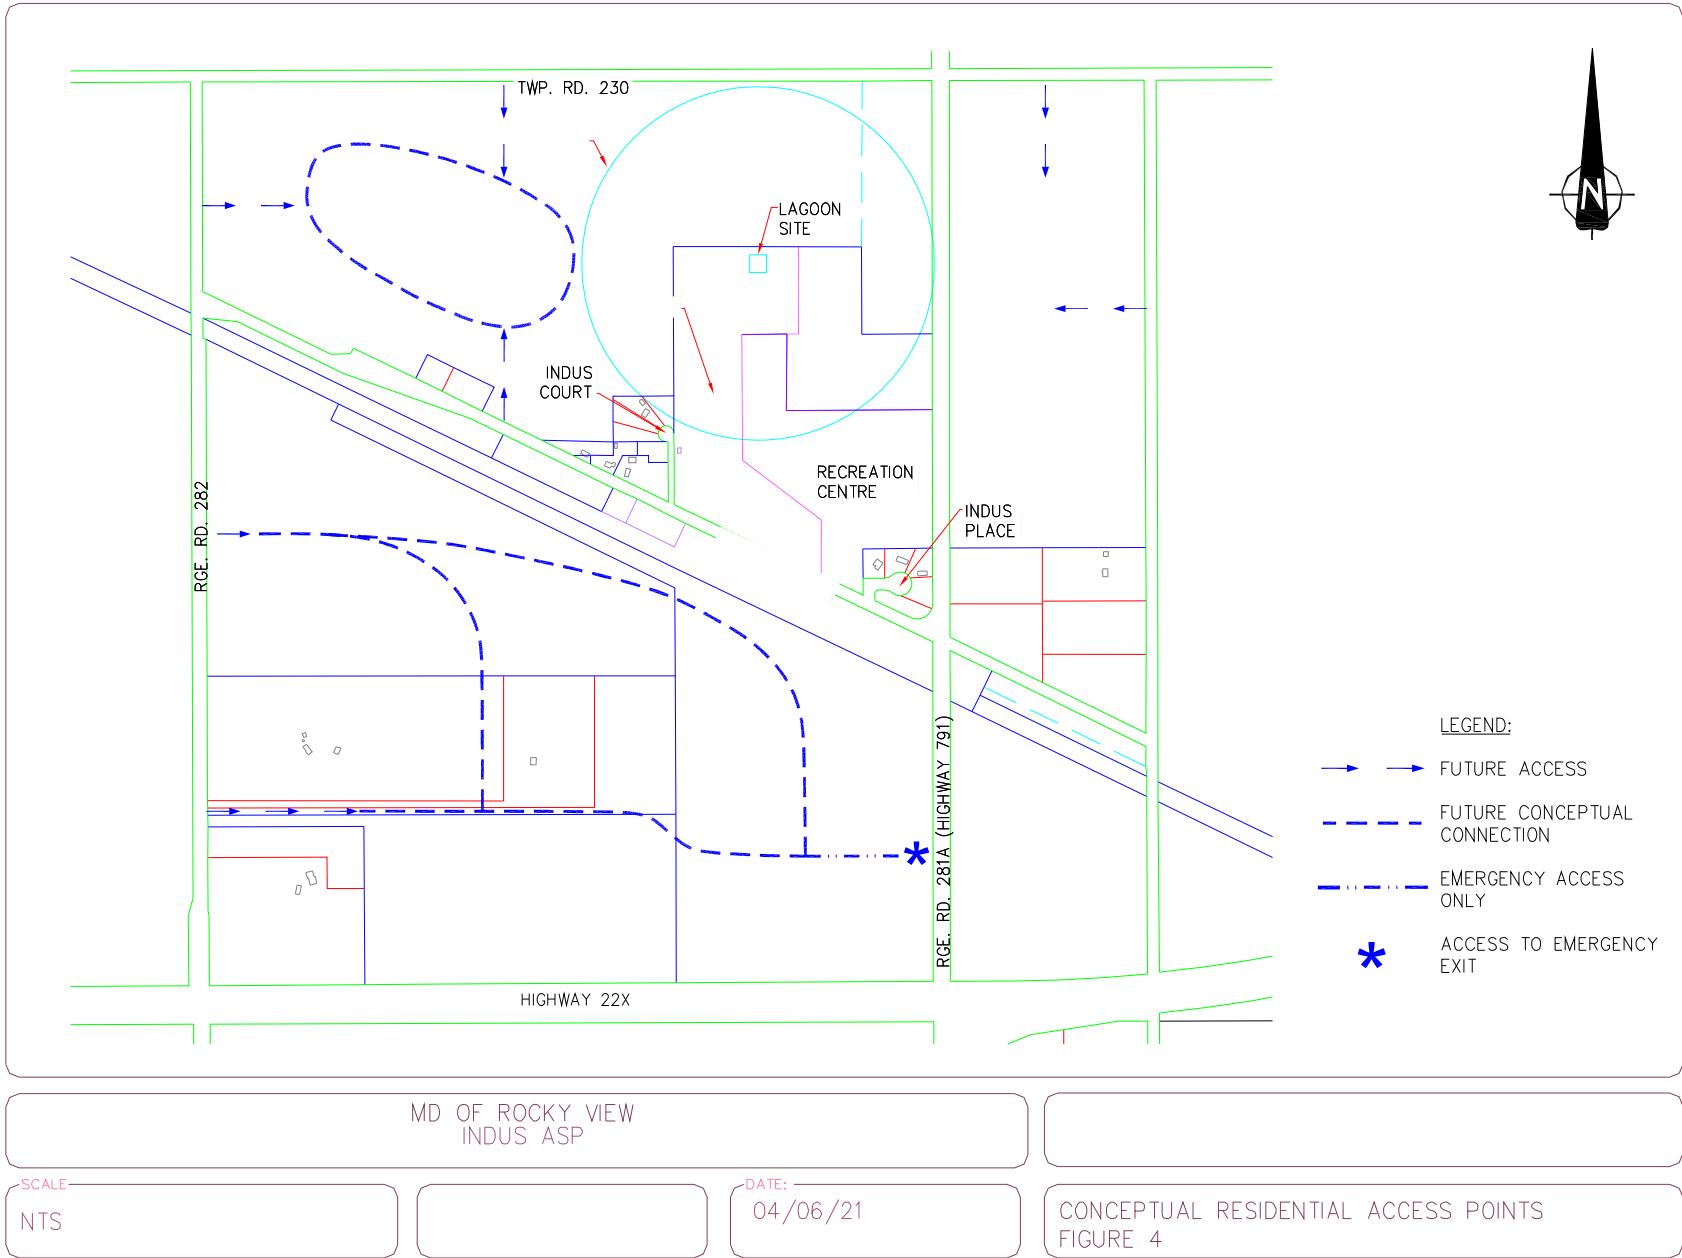 TWP. RD. 230
N
LAGOON
SITE
INDUS
COURT
RECREATION
CENTRE
RGE. RD. 282
INDUS
PLACE
RGE. RD. 281A (HIGHWAY 791)
HIGHWAY 22X
LEGEND:
FUTURE ACCESS
FUTURE CONCEPTUAL
CONNECTION
EMERGENCY ACCESS
ONLY
ACCESS TO EMERGENCY
EXIT
MD OF ROCKY VIEW
INDUS ASP
SCALE
NTS
DATE:
04/06/21
CONCEPTUAL RESIDENTIAL ACCESS POINTS
FIGURE 4